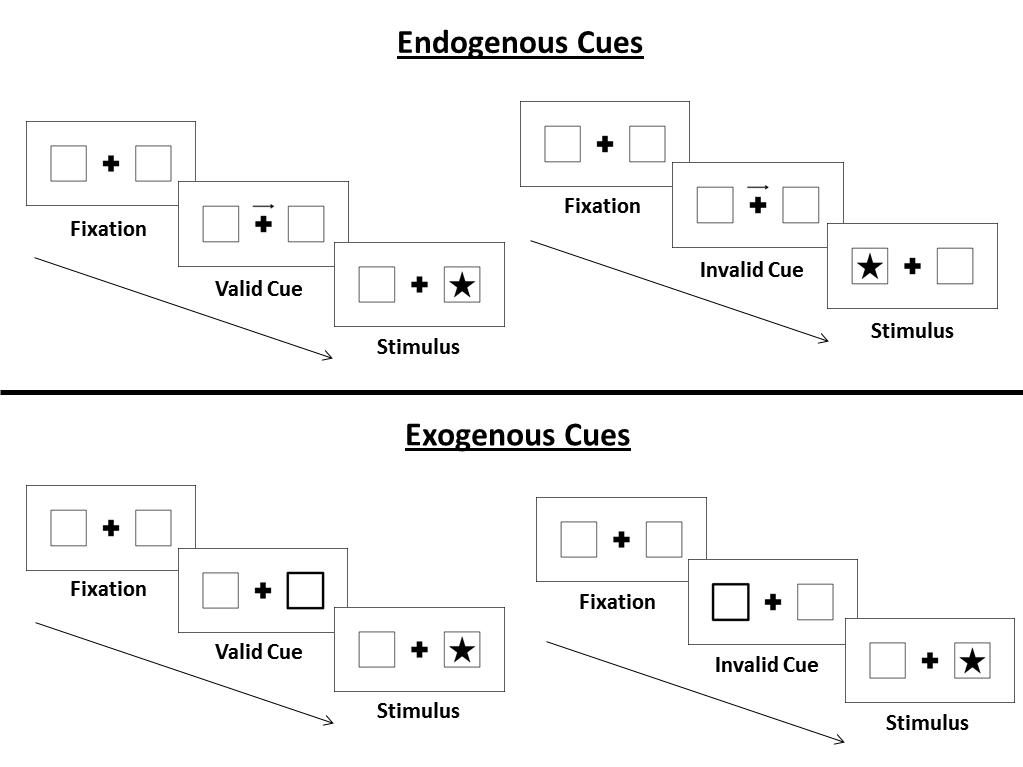 Endogenous Cues
Fixation
Valid Cue
Stimulus
Fixation
Invalid Cue
Stimulus
Exogenous Cues
Fixation
Valid Cue
Stimulus
Fixation
Invalid Cue
Stimulus